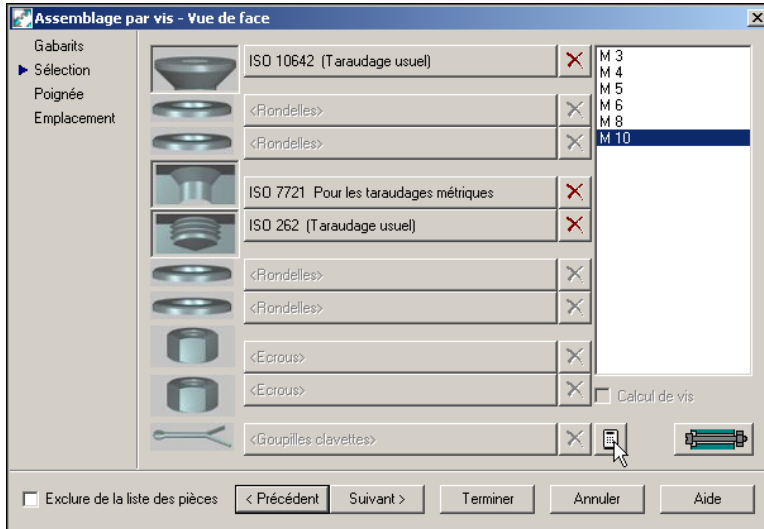 Assemblage par vis - Vue de face
Gabarits
Sélection
Poignée
Emplacement
ISO 10642 (Taraudage usuel)
<Rondelles>
<Rondelles>
ISO 7721 Pour les taraudages métriques
ISO 262 (Taraudage usuel)
<Rondelles>
<Rondelles>
<Ecrous>
<Ecrous>
<Goupilles clavettes>
M 3
M 4
M 5
M 6
M 8
M 10
Calcul de vis
Exclure de la liste des pièces
< Précédent
Suivant >
Terminer
Annuler
Aide